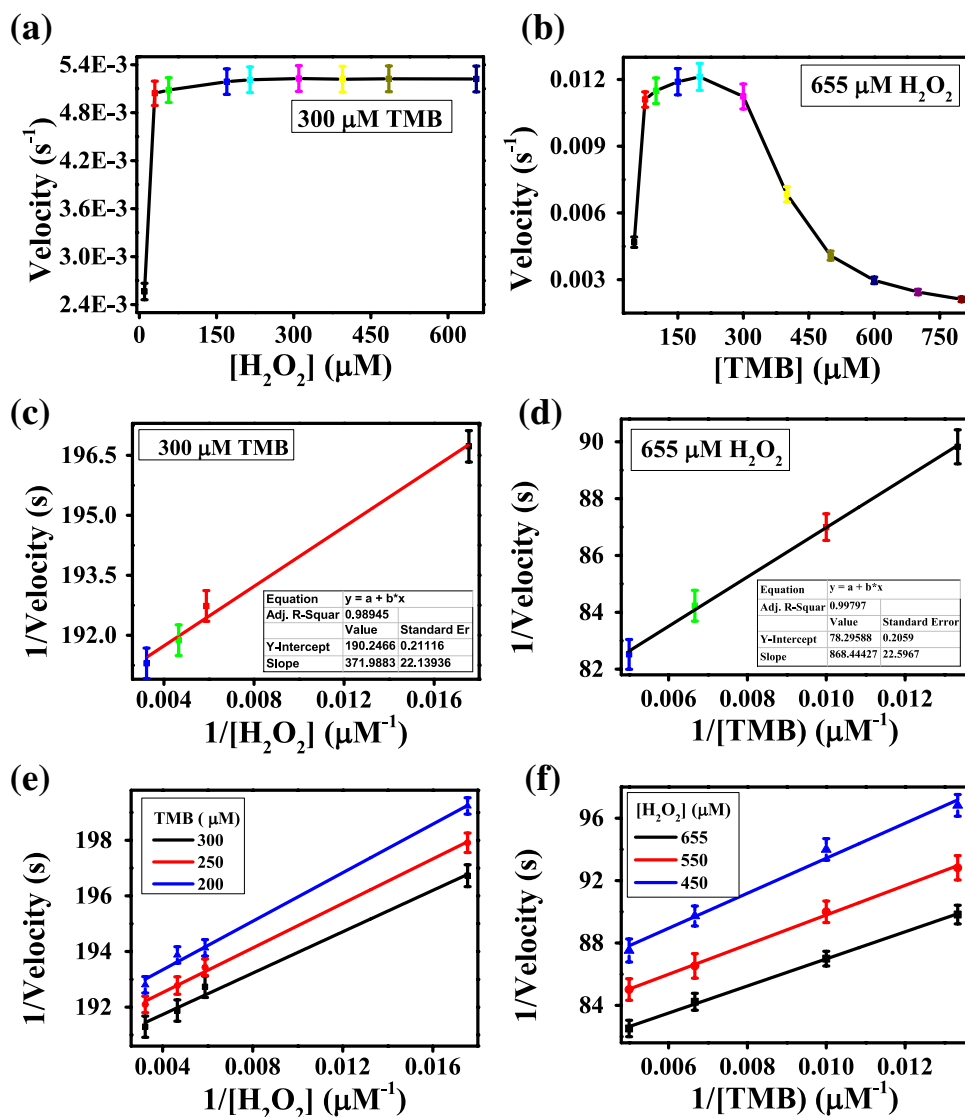 (a)
5.4E-3
4.8E-3
4.2E-3
3.6E-3
3.0E-3
2.4E-3
Velocity (s⁻¹)
300 μM TMB
0 150 300 450 600
[H₂O₂] (μM)
(b)
0.012
0.009
0.006
0.003
Velocity (s⁻¹)
655 μM H₂O₂
150 300 450 600 750
[TMB] (μM)
(c)
196.5
195.0
193.5
192.0
1/Velocity (s)
300 μM TMB
Equation y = a + b*x
Adj. R-Squar 0.98945
Value Standard Er
Y-Intercept 190.2466 0.21116
Slope 371.9883 22.13936
0.004 0.008 0.012 0.016
1/[H₂O₂] (μM⁻¹)
(d)
90
88
86
84
82
1/Velocity (s)
655 μM H₂O₂
Equation y = a + b*x
Adj. R-Squar 0.99797
Value Standard Error
Y-Intercept 78.29588 0.2059
Slope 868.44427 22.5967
0.006 0.008 0.010 0.012
1/[TMB) (μM⁻¹)
(e)
198
196
194
192
1/Velocity (s)
TMB ( μM)
300
250
200
0.004 0.008 0.012 0.016
1/[H₂O₂] (μM⁻¹)
(f)
96
92
88
84
1/Velocity (s)
[H₂O₂] (μM)
655
550
450
0.006 0.008 0.010 0.012
1/[TMB) (μM⁻¹)